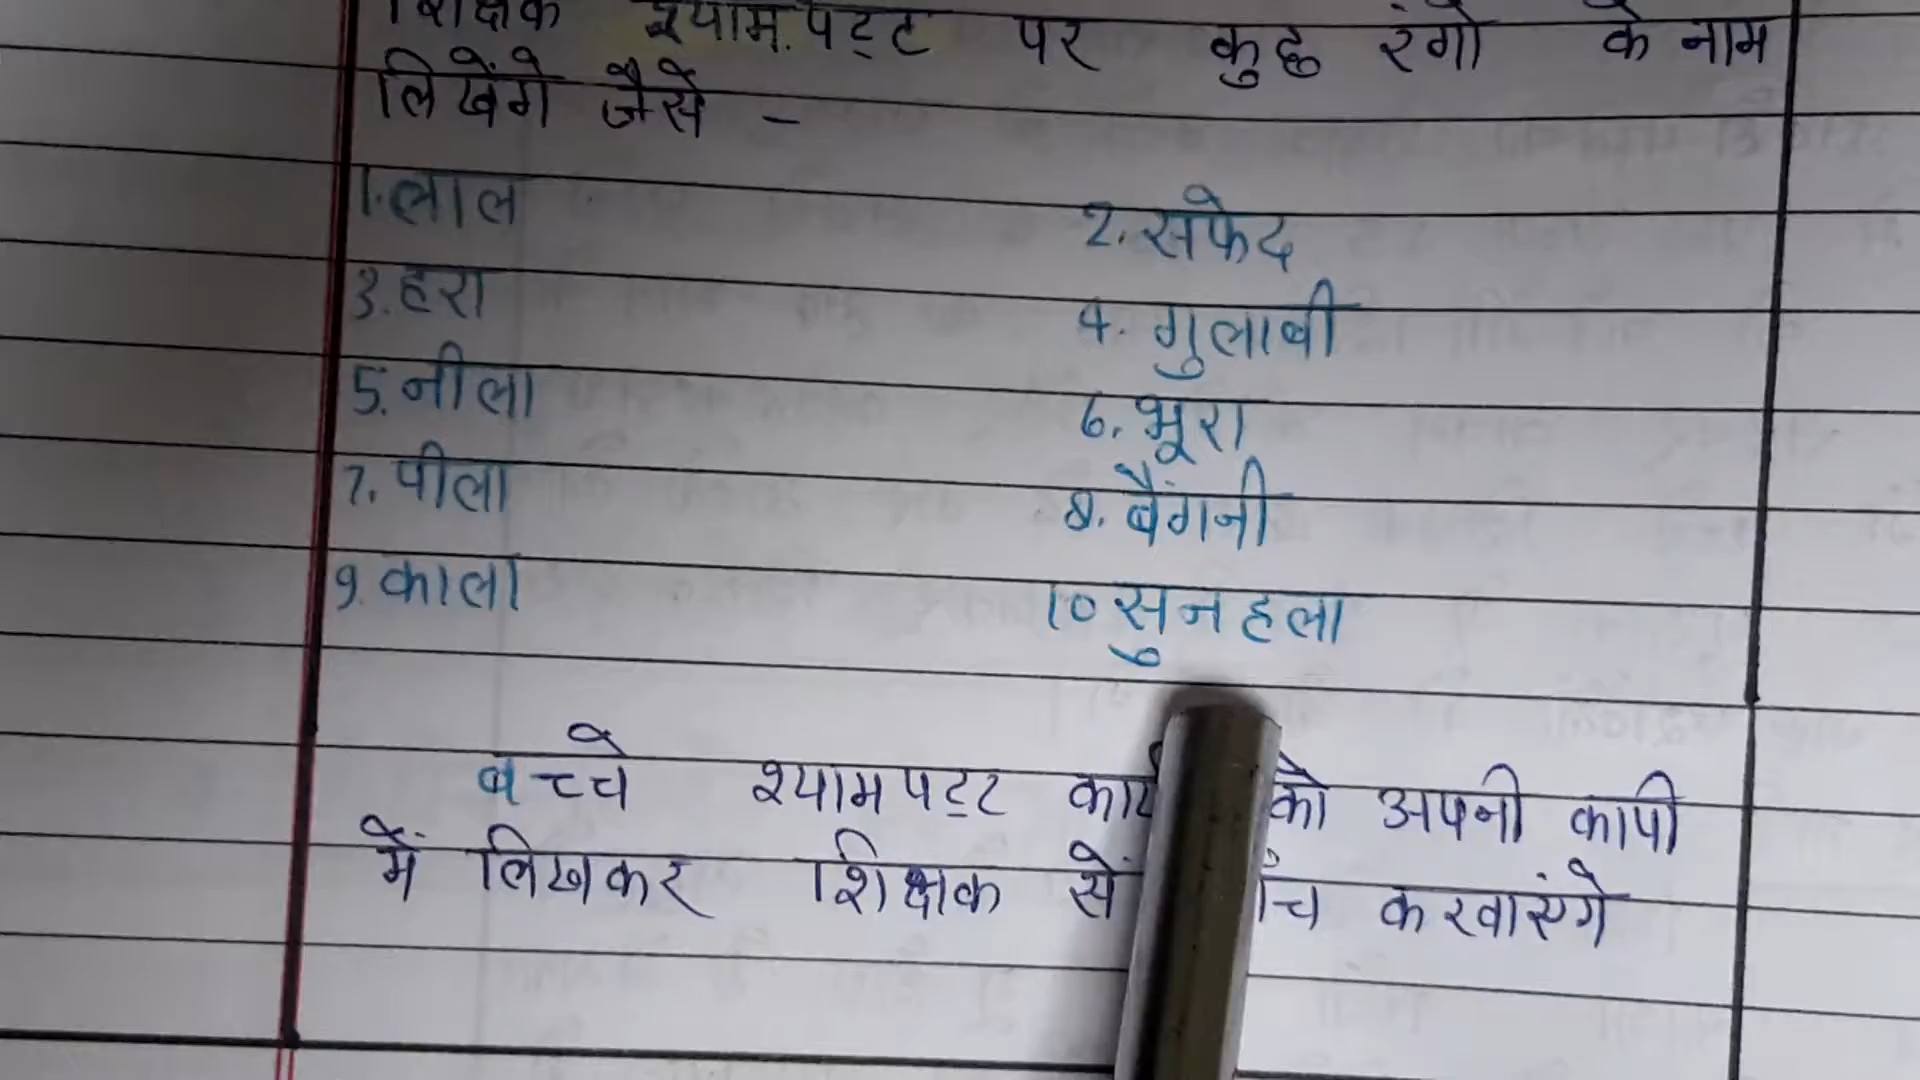 शिक्षक श्याम.पट्ट पर कुछ रंगो के नाम
लिखेंगे जैसे -
1. लाल 2. सफेद
3. हरा 4. गुलाबी
5. नीला 6. भूरा
7. पीला 8. बैंगनी
9. काला 10 सुनहला
बच्चे श्यामपट्ट को अपनी कापी
में लिखकर शिक्षक से करवाएंगे